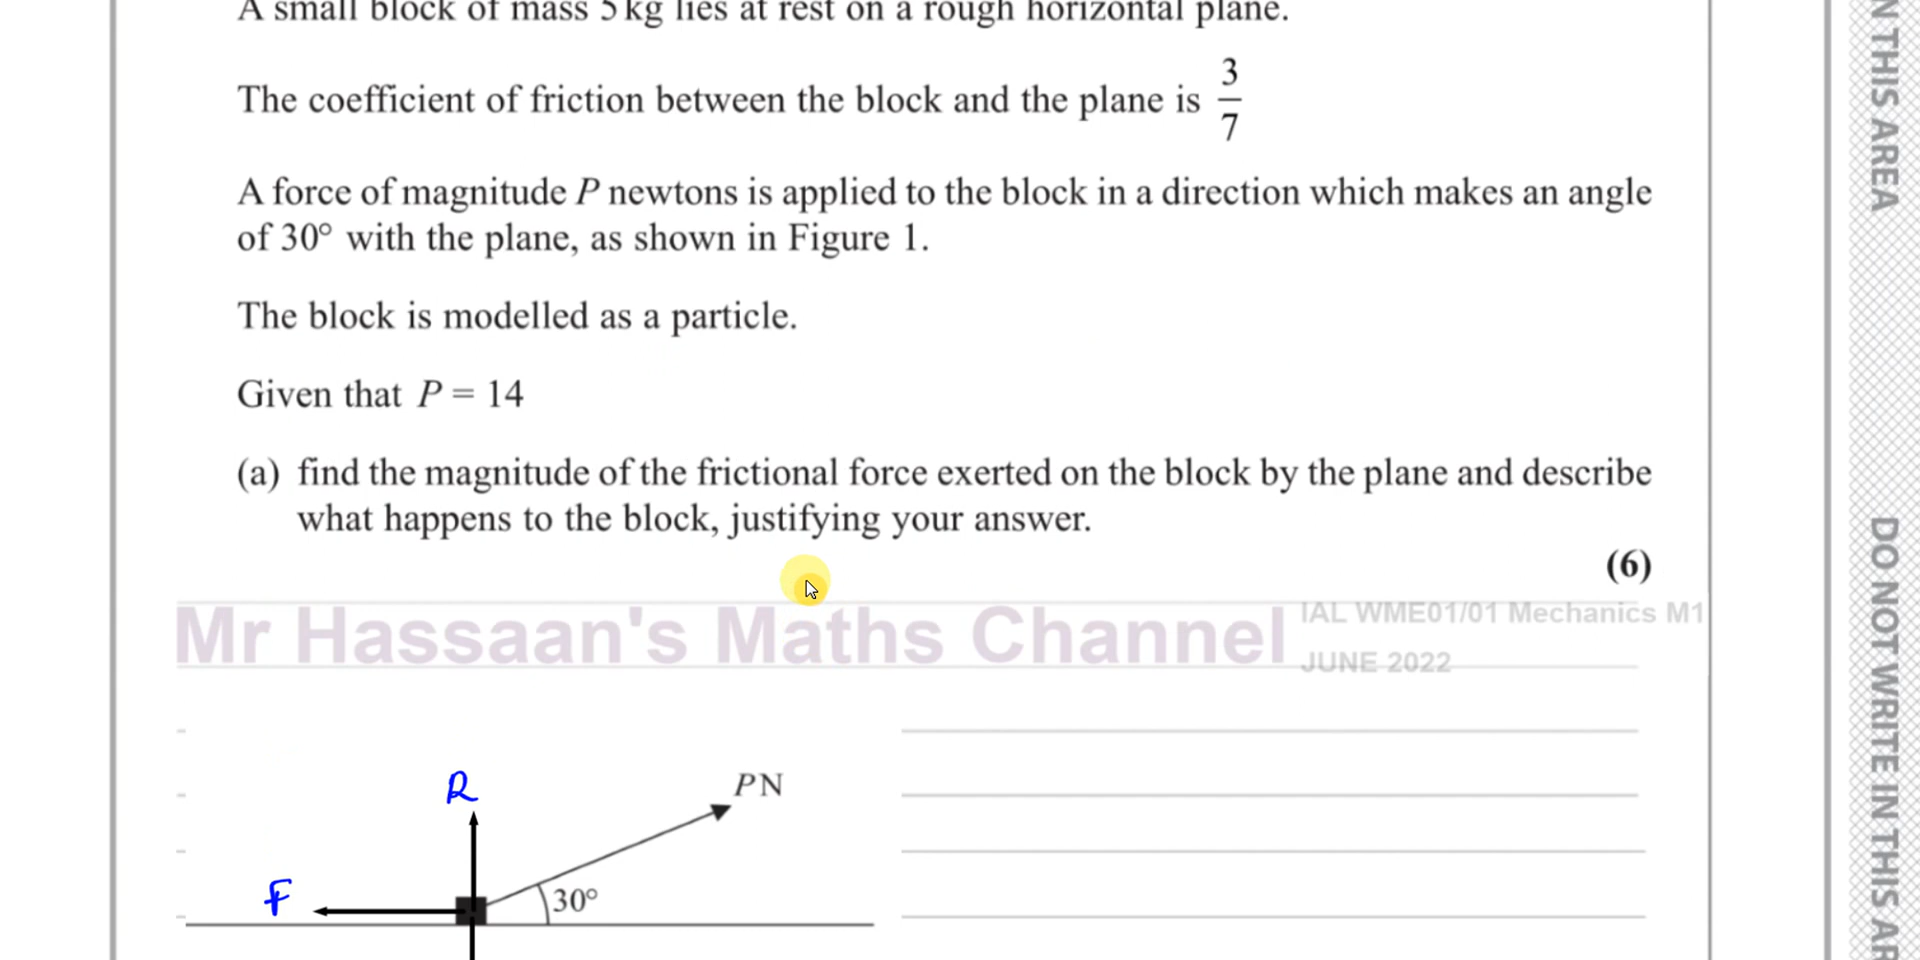 A small block of mass 5 kg lies at rest on a rough horizontal plane.
The coefficient of friction between the block and the plane is 3/7
A force of magnitude P newtons is applied to the block in a direction which makes an angle
of 30° with the plane, as shown in Figure 1.
The block is modelled as a particle.
Given that P = 14
(a) find the magnitude of the frictional force exerted on the block by the plane and describe
what happens to the block, justifying your answer.
(6)
Mr Hassaan's Maths Channel
IAL WME01/01 Mechanics M1
JUNE 2022
R
PN
F
30°
N THIS AREA
DO NOT WRITE IN THIS AR